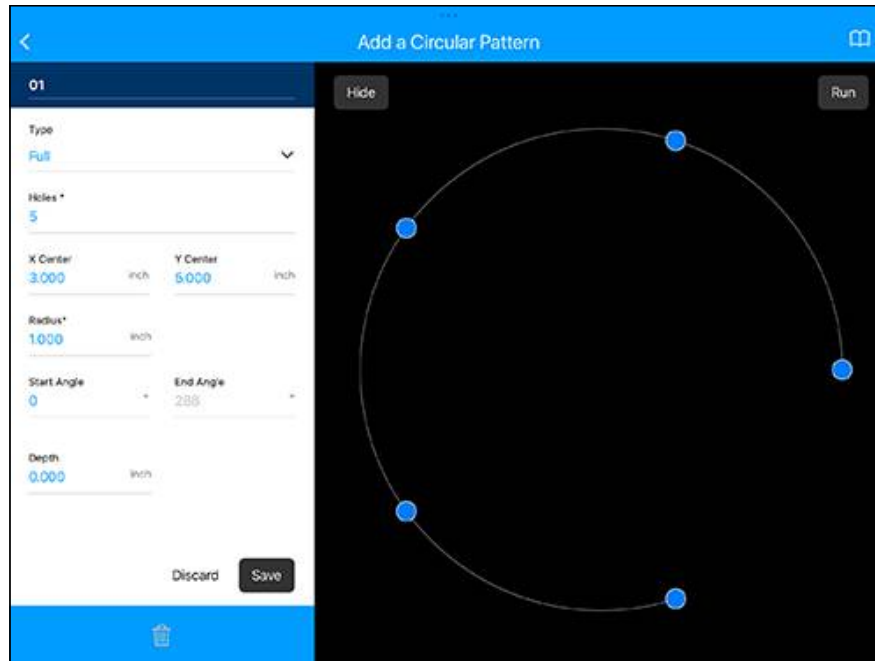 Add a Circular Pattern
01
Hide
Run
Type
Full
Holes *
5
X Center
Y Center
3.000 inch
5.000 inch
Radius*
1.000 inch
Start Angle
End Angle
0 °
288 °
Depth
0.000 inch
Discard
Save